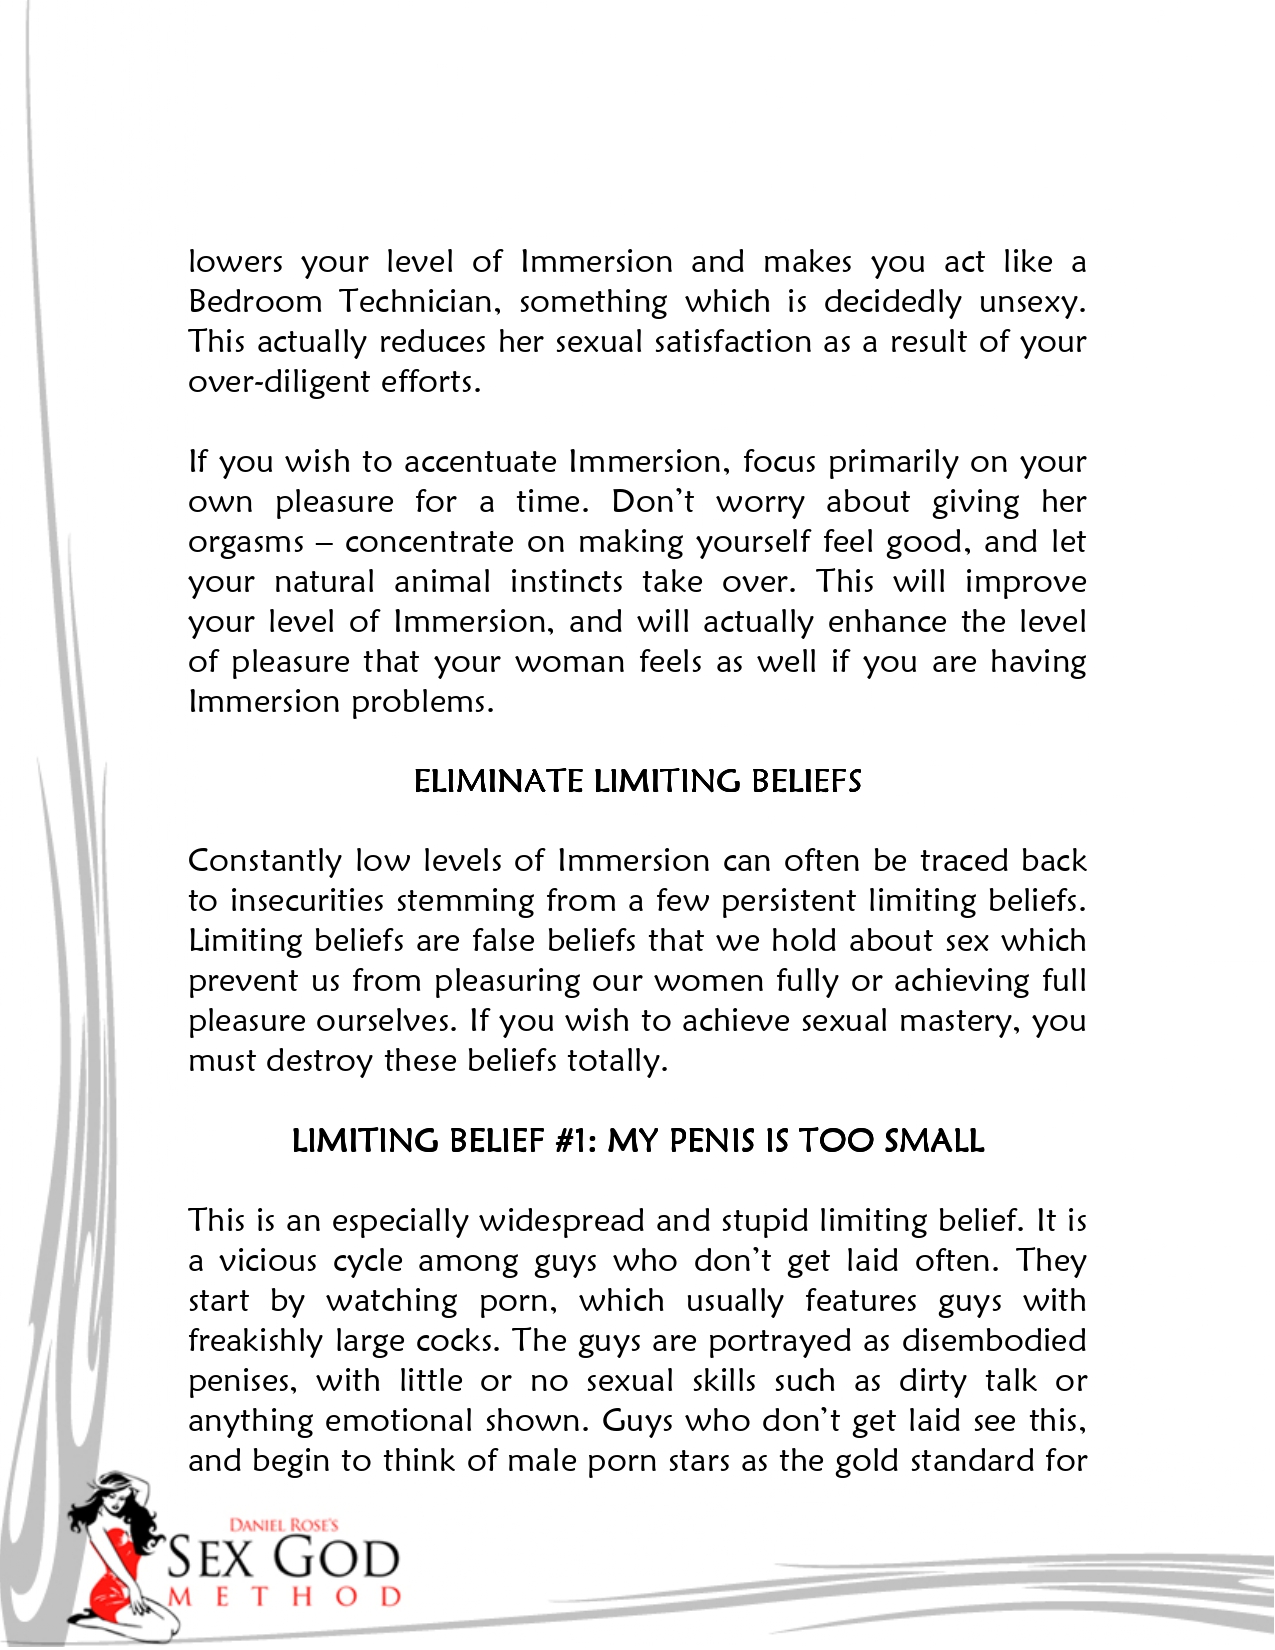 lowers your level of Immersion and makes you act like a
Bedroom Technician, something which is decidedly unsexy.
This actually reduces her sexual satisfaction as a result of your
over-diligent efforts.
If you wish to accentuate Immersion, focus primarily on your
own pleasure for a time. Don’t worry about giving her
orgasms – concentrate on making yourself feel good, and let
your natural animal instincts take over. This will improve
your level of Immersion, and will actually enhance the level
of pleasure that your woman feels as well if you are having
Immersion problems.
ELIMINATE LIMITING BELIEFS
Constantly low levels of Immersion can often be traced back
to insecurities stemming from a few persistent limiting beliefs.
Limiting beliefs are false beliefs that we hold about sex which
prevent us from pleasuring our women fully or achieving full
pleasure ourselves. If you wish to achieve sexual mastery, you
must destroy these beliefs totally.
LIMITING BELIEF #1: MY PENIS IS TOO SMALL
This is an especially widespread and stupid limiting belief. It is
a vicious cycle among guys who don’t get laid often. They
start by watching porn, which usually features guys with
freakishly large cocks. The guys are portrayed as disembodied
penises, with little or no sexual skills such as dirty talk or
anything emotional shown. Guys who don’t get laid see this,
and begin to think of male porn stars as the gold standard for
DANIEL ROSE'S
SEX GOD
METHOD